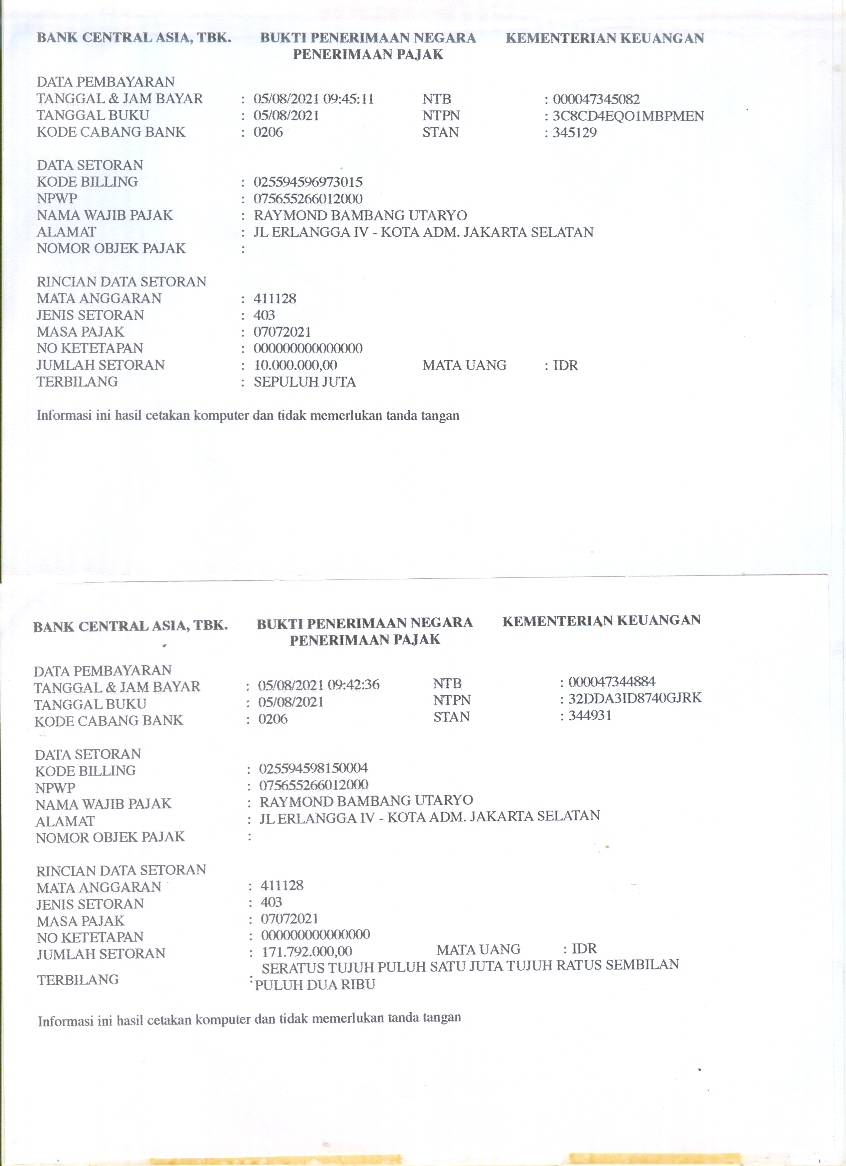 BANK CENTRAL ASIA, TBK. BUKTI PENERIMAAN NEGARA KEMENTERIAN KEUANGAN
PENERIMAAN PAJAK
DATA PEMBAYARAN
TANGGAL & JAM BAYAR : 05/08/2021 09:45:11 NTB : 000047345082
TANGGAL BUKU : 05/08/2021 NTPN : 3C8CD4EQO1MBPMEN
KODE CABANG BANK : 0206 STAN : 345129
DATA SETORAN
KODE BILLING : 025594596973015
NPWP : 075655266012000
NAMA WAJIB PAJAK : RAYMOND BAMBANG UTARYO
ALAMAT : JL ERLANGGA IV - KOTA ADM. JAKARTA SELATAN
NOMOR OBJEK PAJAK :
RINCIAN DATA SETORAN
MATA ANGGARAN : 411128
JENIS SETORAN : 403
MASA PAJAK : 07072021
NO KETETAPAN : 000000000000000
JUMLAH SETORAN : 10.000.000,00 MATA UANG : IDR
TERBILANG : SEPULUH JUTA
Informasi ini hasil cetakan komputer dan tidak memerlukan tanda tangan
BANK CENTRAL ASIA, TBK. BUKTI PENERIMAAN NEGARA KEMENTERIAN KEUANGAN
PENERIMAAN PAJAK
DATA PEMBAYARAN
TANGGAL & JAM BAYAR : 05/08/2021 09:42:36 NTB : 000047344884
TANGGAL BUKU : 05/08/2021 NTPN : 32DDA3ID8740GJRK
KODE CABANG BANK : 0206 STAN : 344931
DATA SETORAN
KODE BILLING : 025594598150004
NPWP : 075655266012000
NAMA WAJIB PAJAK : RAYMOND BAMBANG UTARYO
ALAMAT : JL ERLANGGA IV - KOTA ADM. JAKARTA SELATAN
NOMOR OBJEK PAJAK :
RINCIAN DATA SETORAN
MATA ANGGARAN : 411128
JENIS SETORAN : 403
MASA PAJAK : 07072021
NO KETETAPAN : 000000000000000
JUMLAH SETORAN : 171.792.000,00 MATA UANG : IDR
SERATUS TUJUH PULUH SATU JUTA TUJUH RATUS SEMBILAN
TERBILANG : PULUH DUA RIBU
Informasi ini hasil cetakan komputer dan tidak memerlukan tanda tangan